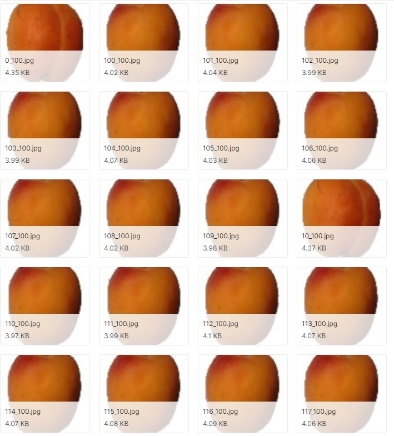 0_100.jpg
4.35 KB
100_100.jpg
4.02 KB
101_100.jpg
4.04 KB
102_100.jpg
3.99 KB
103_100.jpg
3.99 KB
104_100.jpg
4.07 KB
105_100.jpg
4.03 KB
106_100.jpg
4.06 KB
107_100.jpg
4.02 KB
108_100.jpg
4.02 KB
109_100.jpg
3.98 KB
10_100.jpg
4.37 KB
110_100.jpg
3.97 KB
111_100.jpg
3.99 KB
112_100.jpg
4.1 KB
113_100.jpg
4.07 KB
114_100.jpg
4.07 KB
115_100.jpg
4.08 KB
116_100.jpg
4.09 KB
117_100.jpg
4.06 KB